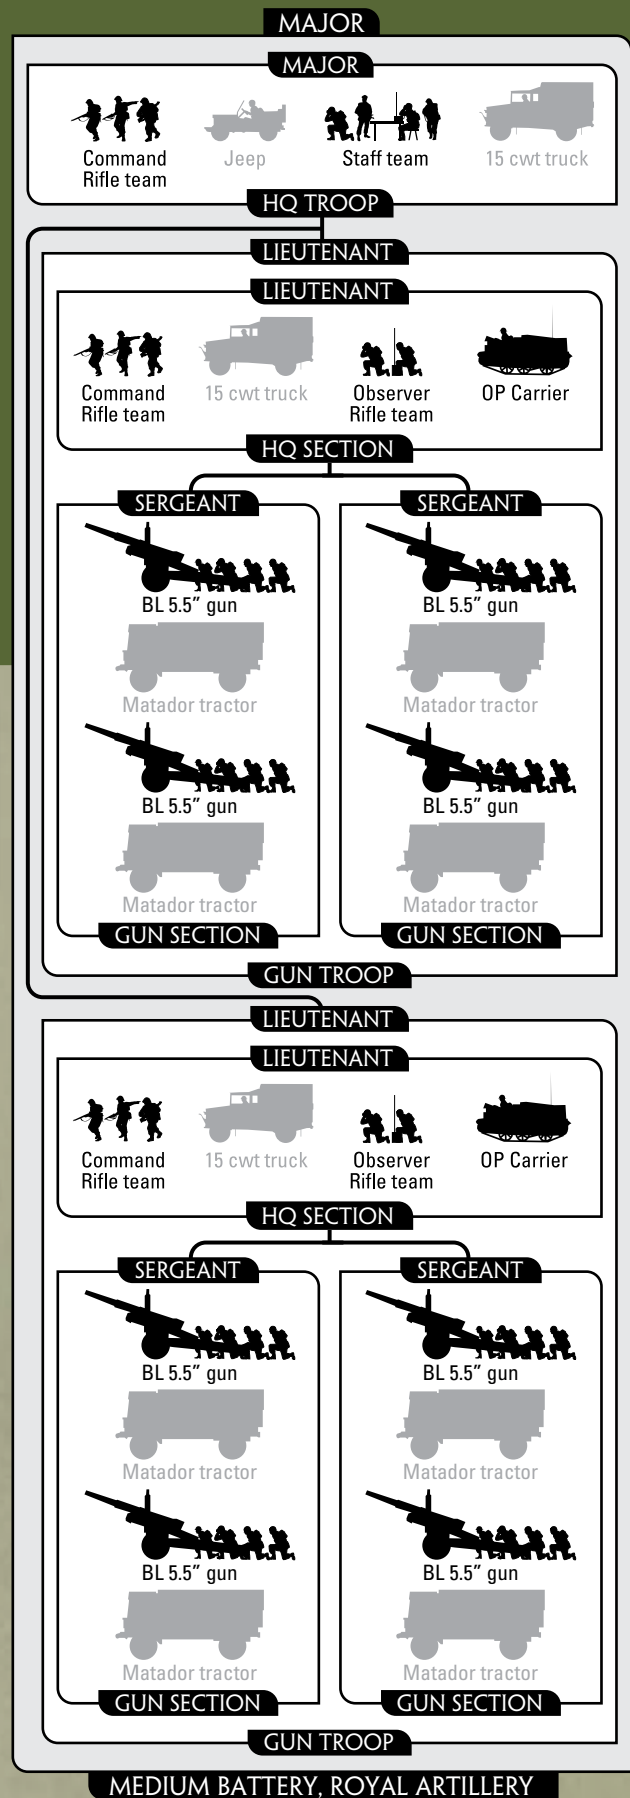 MAJOR
MAJOR
Command
Rifle team
Jeep
Staff team
15 cwt truck
HQ TROOP
LIEUTENANT
LIEUTENANT
Command
Rifle team
15 cwt truck
Observer
Rifle team
OP Carrier
HQ SECTION
SERGEANT
BL 5.5” gun
Matador tractor
BL 5.5” gun
Matador tractor
GUN SECTION
SERGEANT
BL 5.5” gun
Matador tractor
BL 5.5” gun
Matador tractor
GUN SECTION
GUN TROOP
LIEUTENANT
LIEUTENANT
Command
Rifle team
15 cwt truck
Observer
Rifle team
OP Carrier
HQ SECTION
SERGEANT
BL 5.5” gun
Matador tractor
BL 5.5” gun
Matador tractor
GUN SECTION
SERGEANT
BL 5.5” gun
Matador tractor
BL 5.5” gun
Matador tractor
GUN SECTION
GUN TROOP
MEDIUM BATTERY, ROYAL ARTILLERY